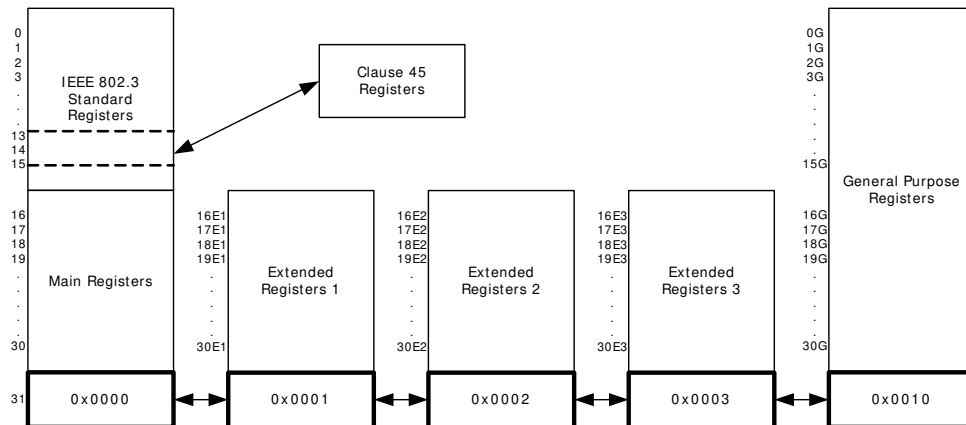 0
1
2
3
.
.
.
13
14
15
IEEE 802.3
Standard
Registers
Clause 45
Registers
16
17
18
19
.
.
.
.
.
30
Main Registers
16E1
17E1
18E1
19E1
.
.
.
.
.
30E1
Extended
Registers 1
16E2
17E2
18E2
19E2
.
.
.
.
.
30E2
Extended
Registers 2
16E3
17E3
18E3
19E3
.
.
.
.
.
30E3
Extended
Registers 3
0G
1G
2G
3G
.
.
.
.
.
15G
16G
17G
18G
19G
.
.
.
.
.
30G
General Purpose
Registers
31
0x0000
0x0001
0x0002
0x0003
0x0010